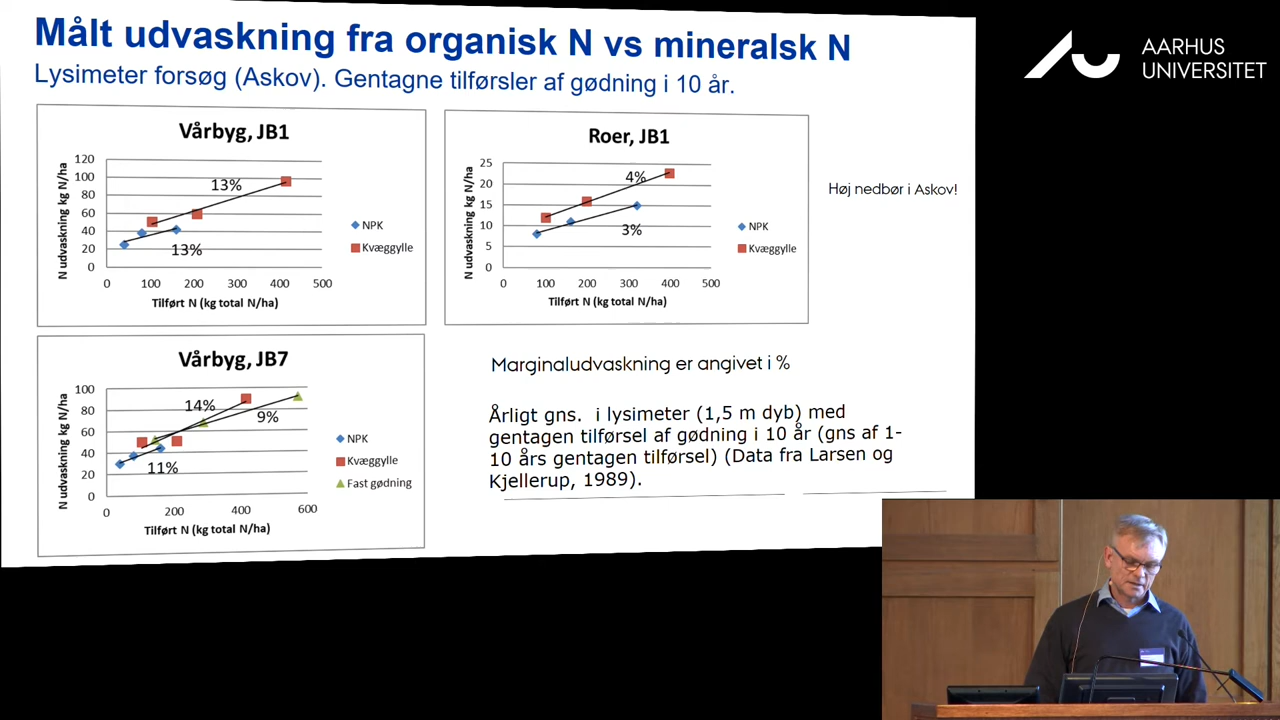 Målt udvaskning fra organisk N vs mineralsk N
Lysimeter forsøg (Askov). Gentagne tilførsler af gødning i 10 år.
AARHUS
UNIVERSITET
Vårbyg, JB1
N udvaskning kg N/ha
120
100
80
60
40
20
0
13%
13%
0 100 200 300 400 500
Tilført N (kg total N/ha)
NPK
Kvæggylle
Roer, JB1
N udvaskning kg N/ha
25
20
15
10
5
0
4%
3%
0 100 200 300 400 500
Tilført N (kg total N/ha)
NPK
Kvæggylle
Høj nedbør i Askov!
Vårbyg, JB7
N udvaskning kg N/ha
100
80
60
40
20
0
14%
9%
11%
0 200 400 600
Tilført N (kg total N/ha)
NPK
Kvæggylle
Fast gødning
Marginaludvaskning er angivet i %
Årligt gns. i lysimeter (1,5 m dyb) med
gentagen tilførsel af gødning i 10 år (gns af 1-
10 års gentagen tilførsel) (Data fra Larsen og
Kjellerup, 1989).